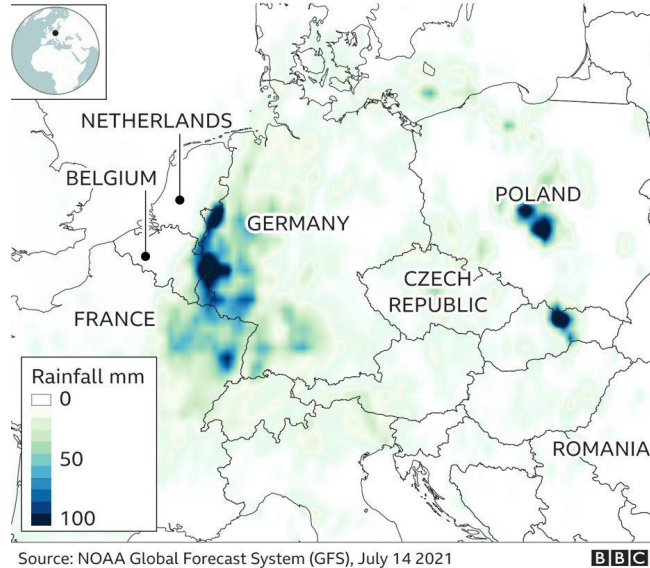 NETHERLANDS
BELGIUM
POLAND
GERMANY
CZECH
REPUBLIC
FRANCE
Rainfall mm
0
50
100
ROMANIA
Source: NOAA Global Forecast System (GFS), July 14 2021
BBC